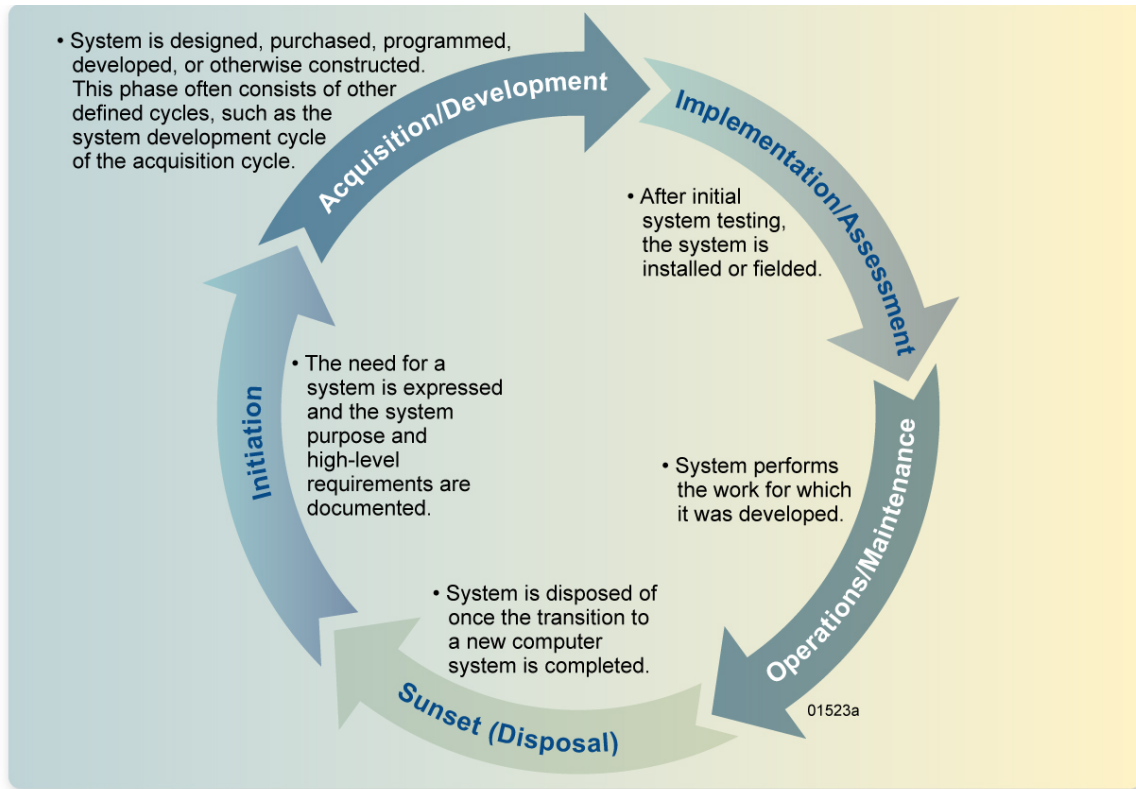 • System is designed, purchased, programmed,
developed, or otherwise constructed.
This phase often consists of other
defined cycles, such as the
system development cycle
of the acquisition cycle.
Acquisition/Development
Implementation/Assessment
• After initial
system testing,
the system is
installed or fielded.
Initiation
• The need for a
system is expressed
and the system
purpose and
high-level
requirements are
documented.
• System performs
the work for which
it was developed.
Operations/Maintenance
• System is disposed of
once the transition to
a new computer
system is completed.
Sunset (Disposal)
01523a